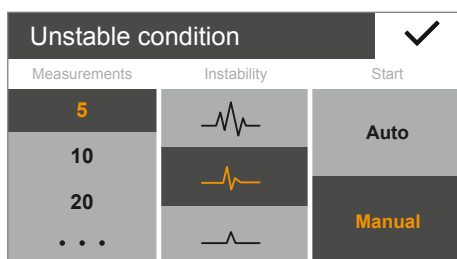 Unstable condition
Measurements Instability Start
5
10
20
• • •
Auto
Manual